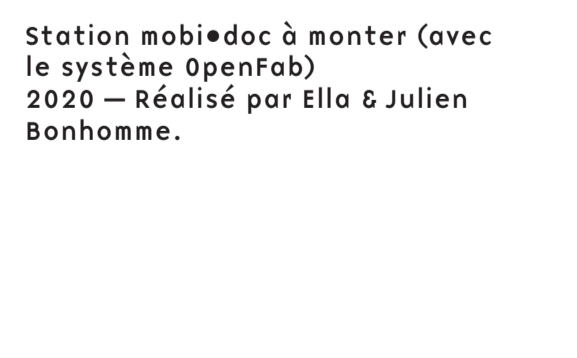 Station mobi•doc à monter (avec
le système OpenFab)
2020 — Réalisé par Ella & Julien
Bonhomme.